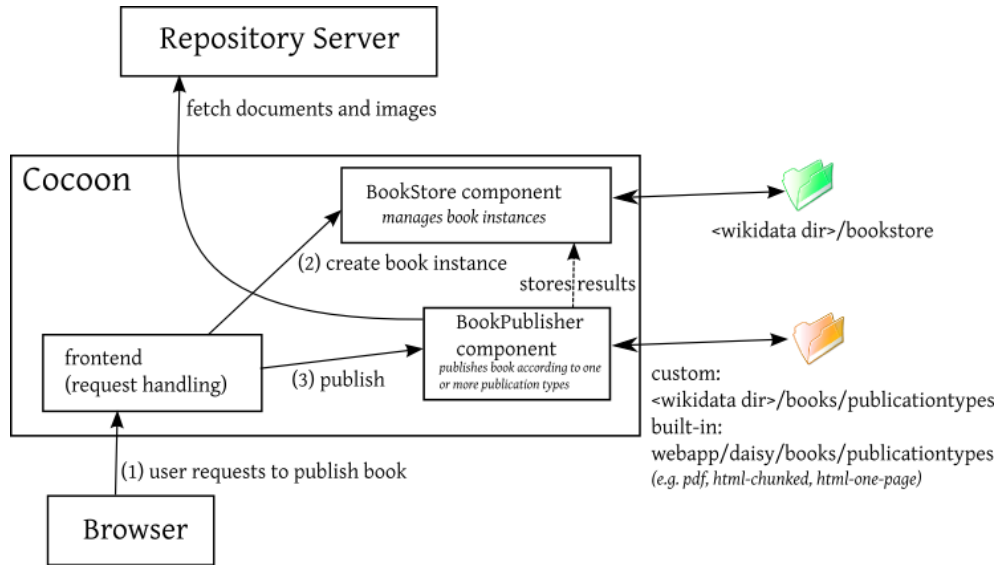 Repository Server
fetch documents and images
Cocoon
BookStore component
manages book instances
<wikidata dir>/bookstore
(2) create book instance
stores results
BookPublisher
component
publishes book according to one
or more publication types
frontend
(request handling)
(3) publish
custom:
<wikidata dir>/books/publicationtypes
built-in:
webapp/daisy/books/publicationtypes
(e.g. pdf, html-chunked, html-one-page)
(1) user requests to publish book
Browser